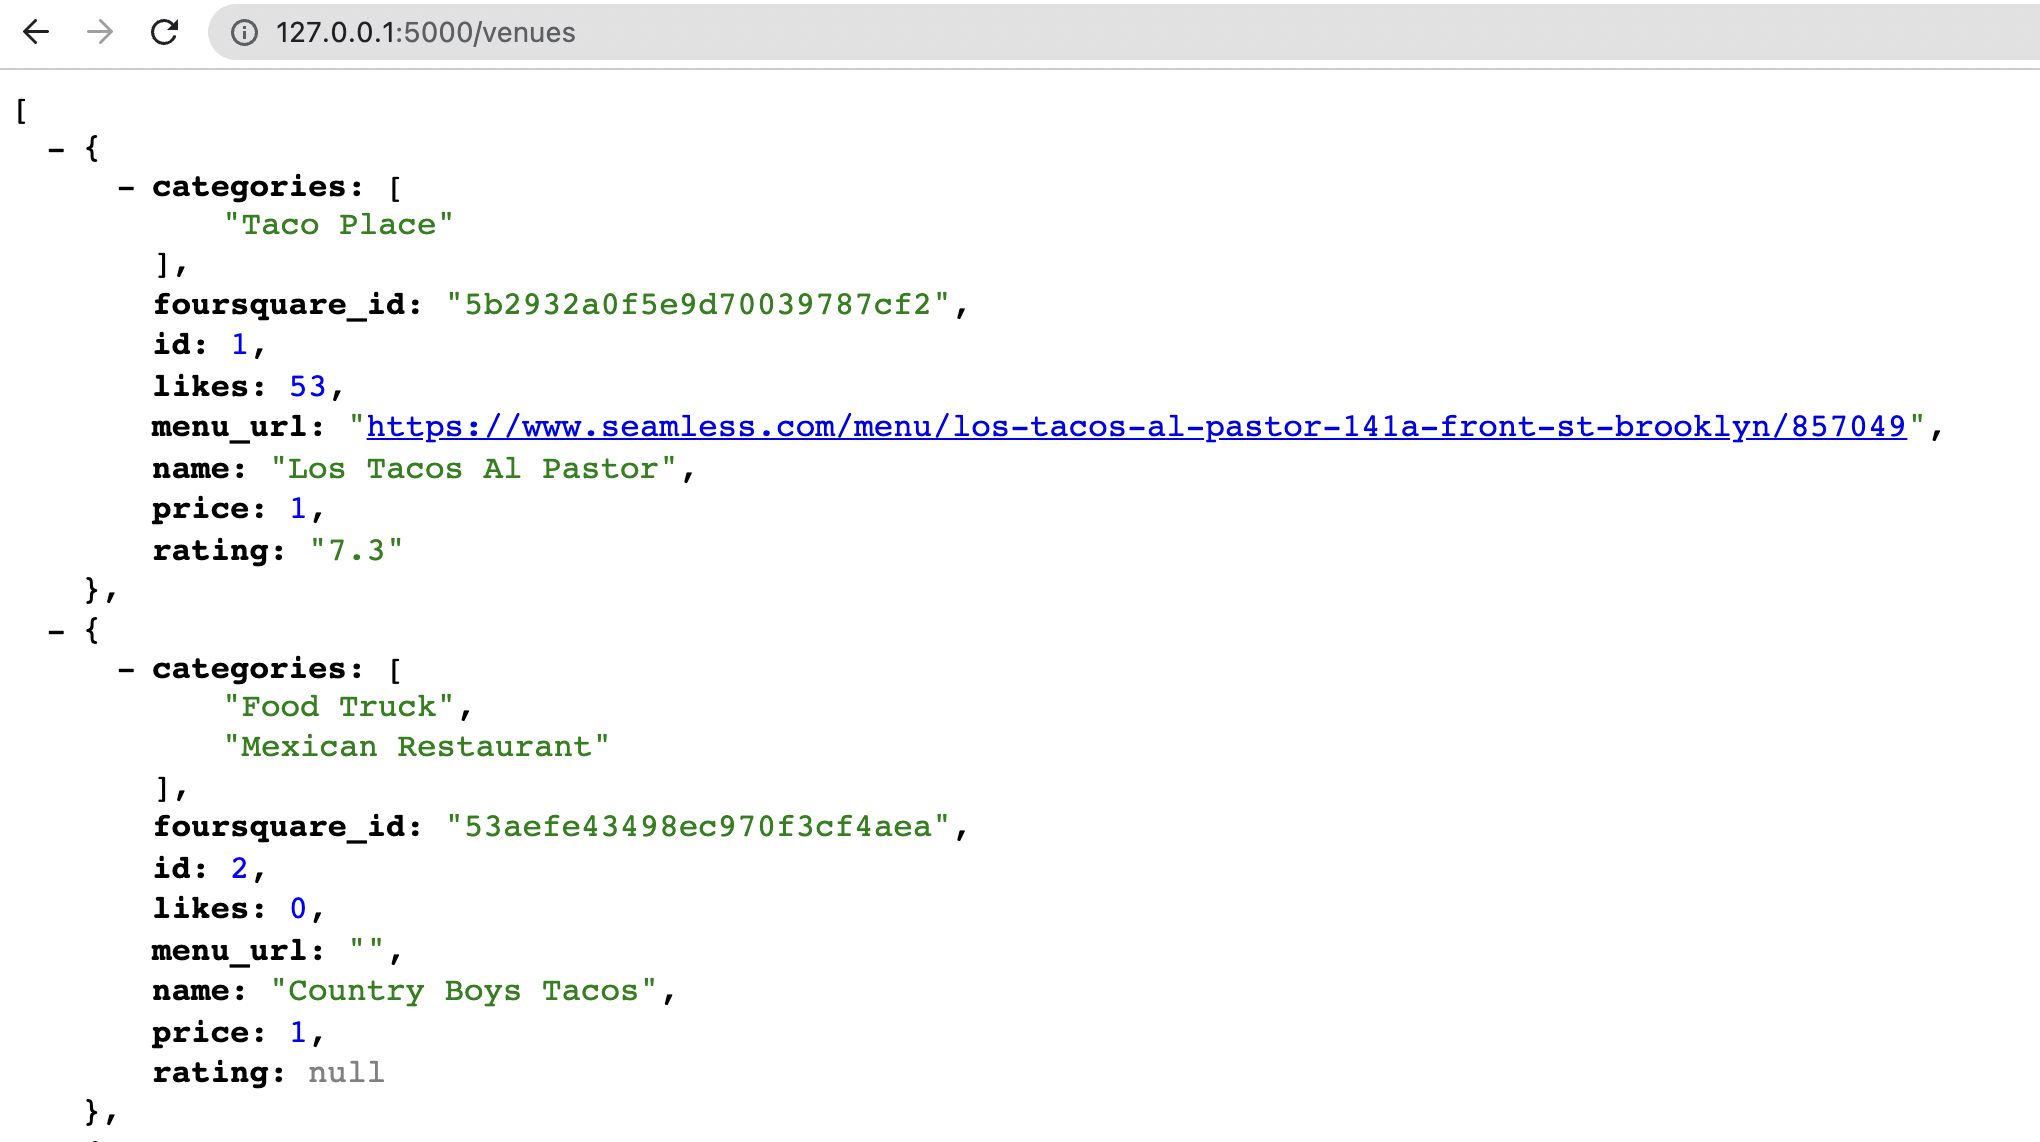 127.0.0.1:5000/venues
[
- {
- categories: [
"Taco Place"
],
foursquare_id: "5b2932a0f5e9d70039787cf2",
id: 1,
likes: 53,
menu_url: "https://www.seamless.com/menu/los-tacos-al-pastor-141a-front-st-brooklyn/857049",
name: "Los Tacos Al Pastor",
price: 1,
rating: "7.3"
},
- {
- categories: [
"Food Truck",
"Mexican Restaurant"
],
foursquare_id: "53aefe43498ec970f3cf4aea",
id: 2,
likes: 0,
menu_url: "",
name: "Country Boys Tacos",
price: 1,
rating: null
},